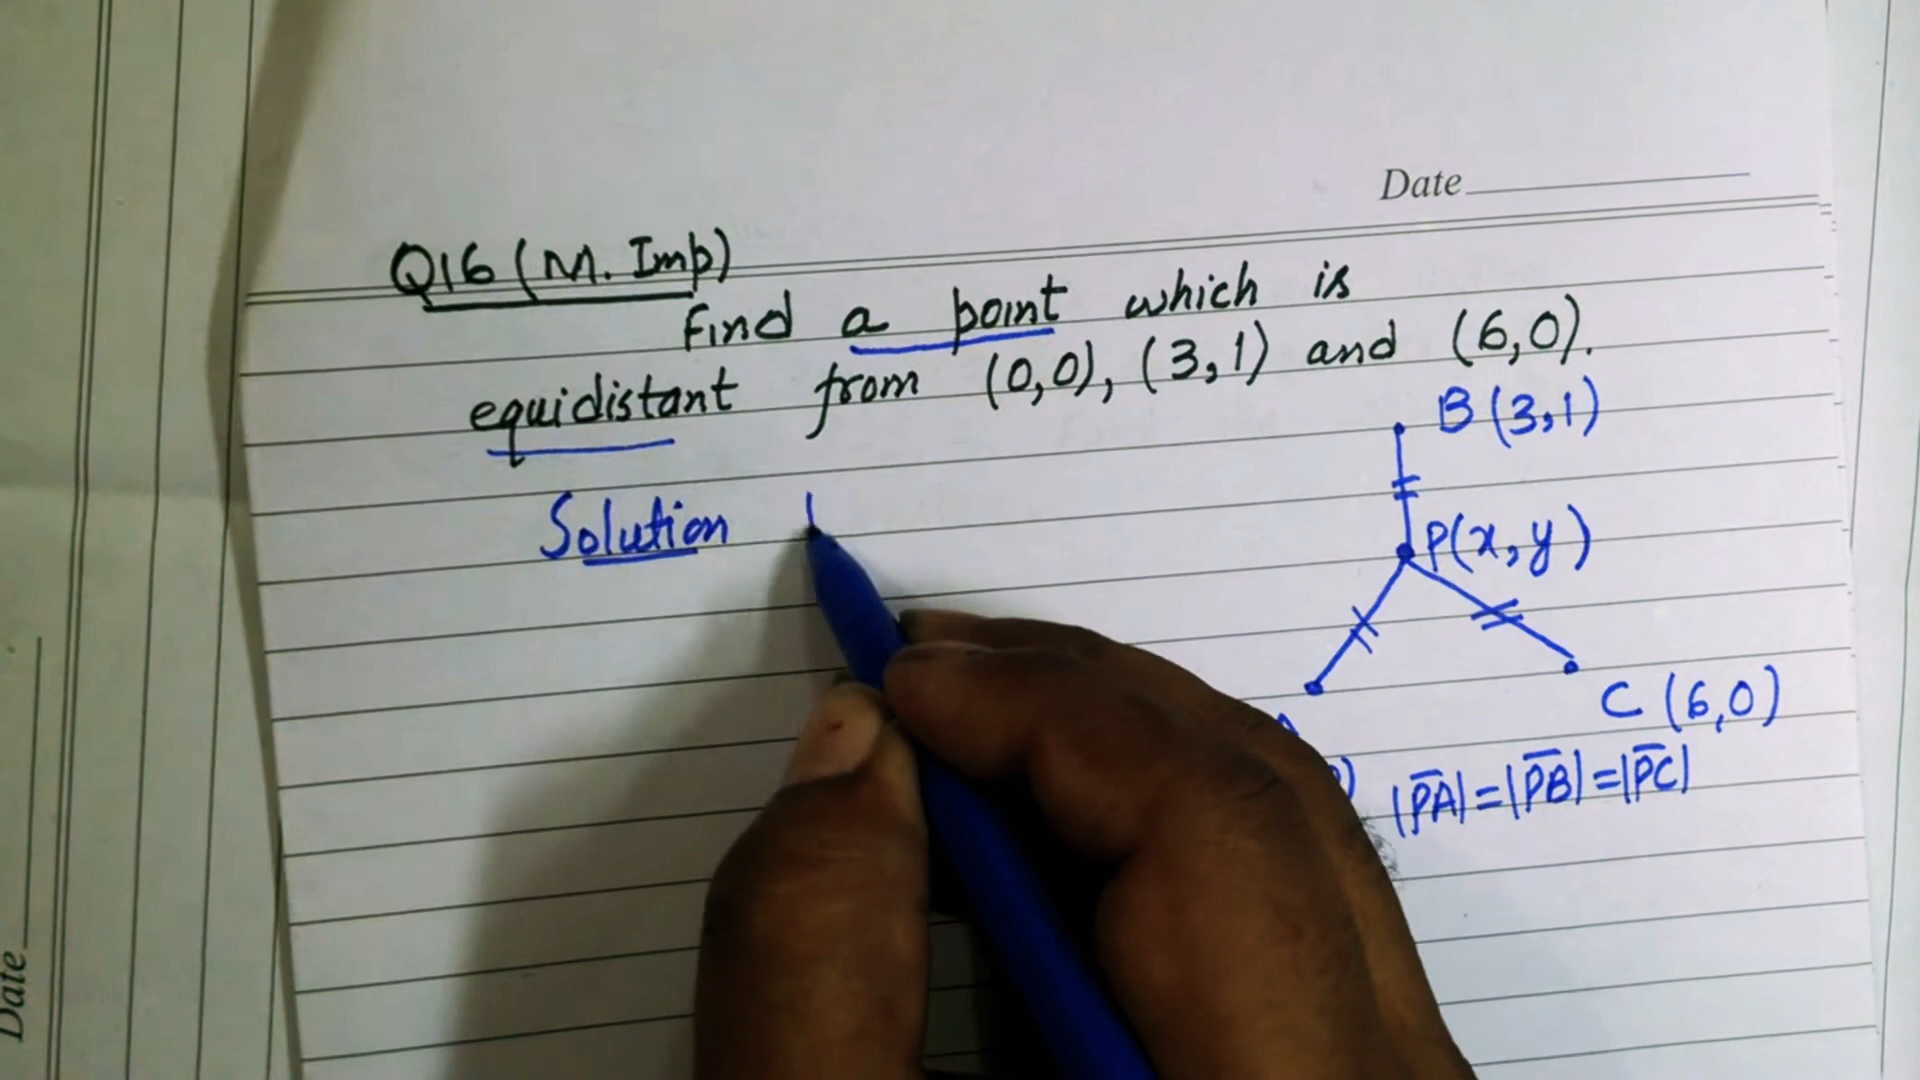 Date
Q16 (M. Imp)
Find a point which is
equidistant from (0,0), (3,1) and (6,0).
B (3,1)
Solution
P(x, y)
C (6,0)
|PA| = |PB| = |PC|
Date